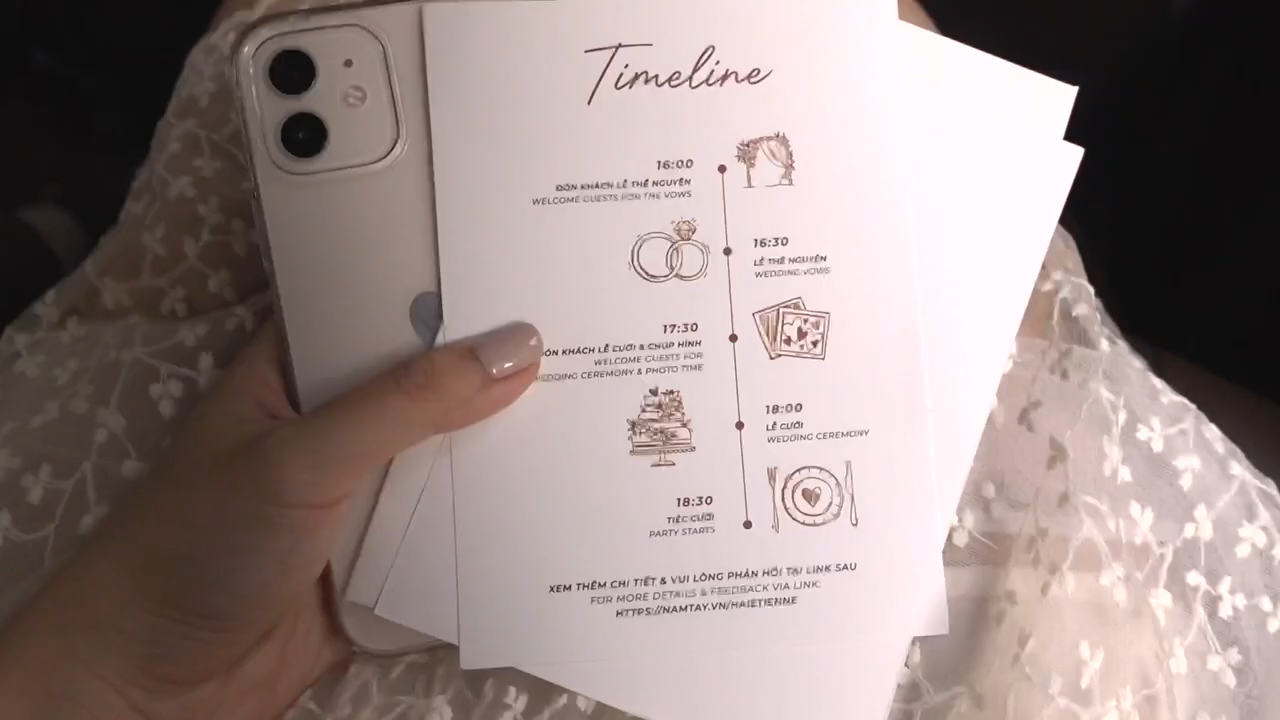 Timeline
16:00
ĐÓN KHÁCH LỄ THỀ NGUYỆN
WELCOME GUESTS FOR THE VOWS
16:30
LỄ THỀ NGUYỆN
WEDDING VOWS
17:30
ĐÓN KHÁCH LỄ CƯỚI & CHỤP HÌNH
WELCOME GUESTS FOR
WEDDING CEREMONY & PHOTO TIME
18:00
LỄ CƯỚI
WEDDING CEREMONY
18:30
TIỆC CƯỚI
PARTY STARTS
XEM THÊM CHI TIẾT & VUI LÒNG PHẢN HỒI TẠI LINK SAU
FOR MORE DETAILS & FEEDBACK VIA LINK:
HTTPS://NAMTAY.VN/HAIETIENNE